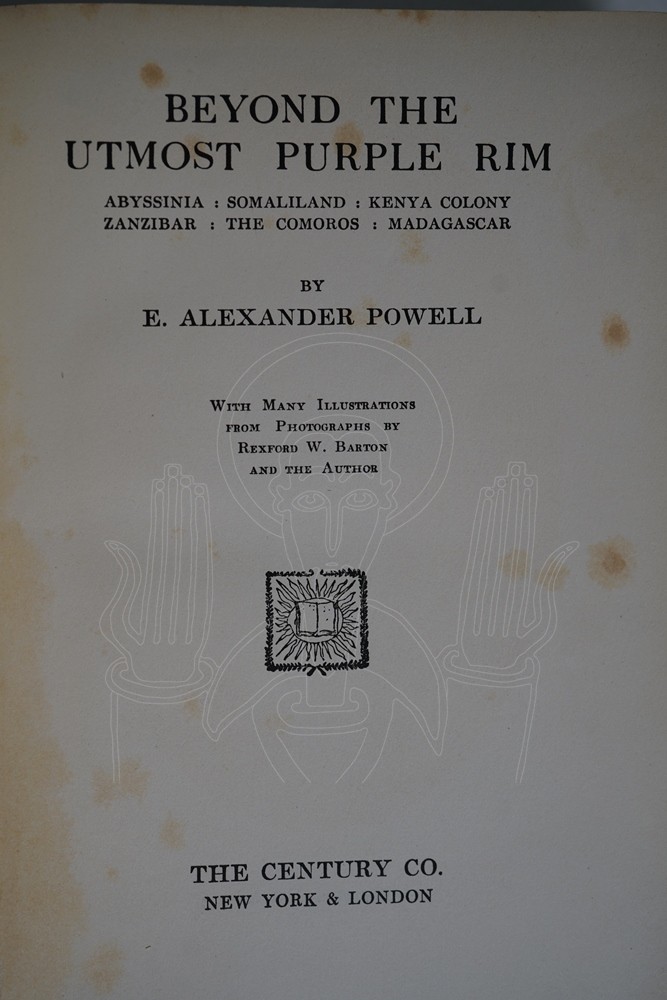 BEYOND THE
UTMOST PURPLE RIM
ABYSSINIA : SOMALILAND : KENYA COLONY
ZANZIBAR : THE COMOROS : MADAGASCAR
BY
E. ALEXANDER POWELL
With Many Illustrations
from Photographs by
Rexford W. Barton
and the Author
THE CENTURY CO.
NEW YORK & LONDON